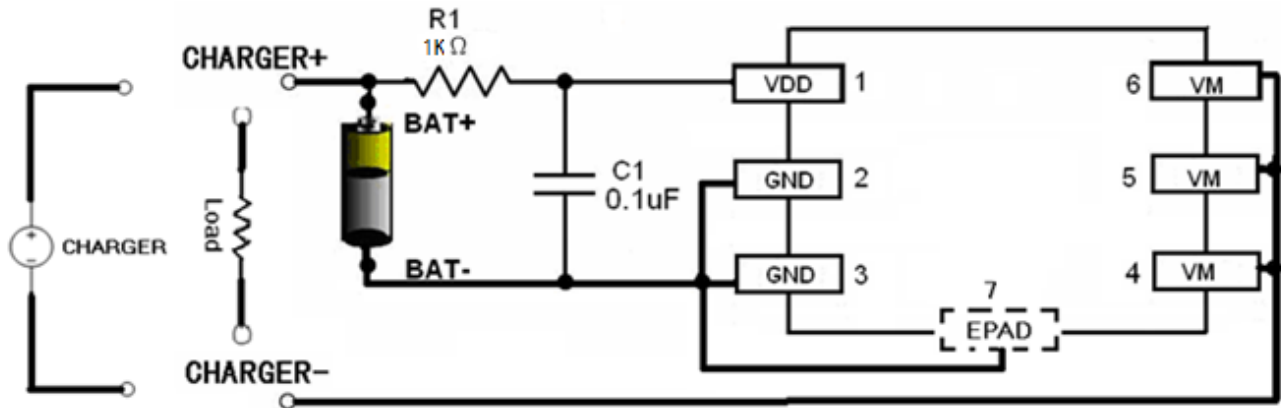 R1
1KΩ
CHARGER+
VDD
1
6
VM
BAT+
C1
0.1uF
GND
2
5
VM
Load
+
-
CHARGER
BAT-
GND
3
4
VM
7
EPAD
CHARGER-